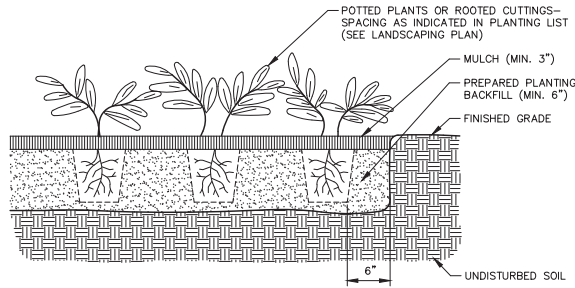 POTTED PLANTS OR ROOTED CUTTINGS–
SPACING AS INDICATED IN PLANTING LIST
(SEE LANDSCAPING PLAN)
MULCH (MIN. 3")
PREPARED PLANTING
BACKFILL (MIN. 6")
FINISHED GRADE
6"
UNDISTURBED SOIL